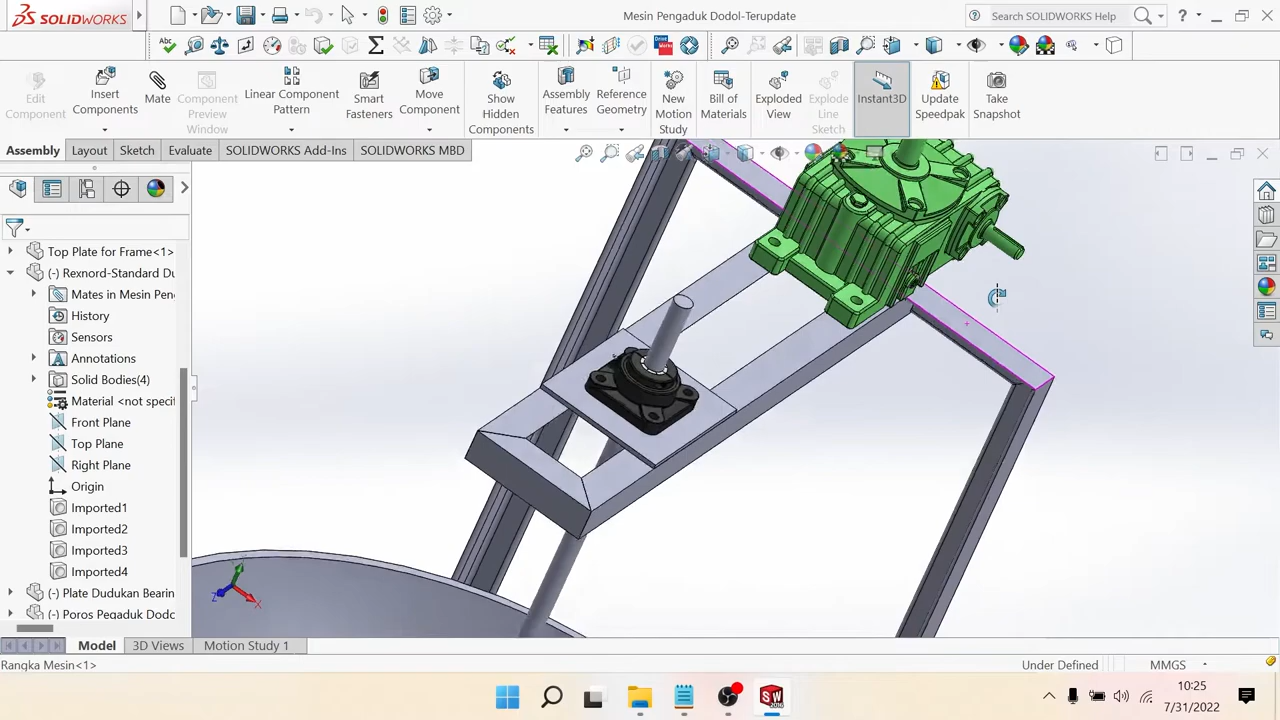 SOLIDWORKS
Mesin Pengaduk Dodol-Terupdate
Search SOLIDWORKS Help
Edit Component
Insert Components
Mate
Component Preview Window
Linear Component Pattern
Smart Fasteners
Move Component
Show Hidden Components
Assembly Features
Reference Geometry
New Motion Study
Bill of Materials
Exploded View
Explode Line Sketch
Instant3D
Update Speedpak
Take Snapshot
Assembly
Layout
Sketch
Evaluate
SOLIDWORKS Add-Ins
SOLIDWORKS MBD
Top Plate for Frame<1>
(-) Rexnord-Standard Du
Mates in Mesin Pen
History
Sensors
Annotations
Solid Bodies(4)
Material <not speci
Front Plane
Top Plane
Right Plane
Origin
Imported1
Imported2
Imported3
Imported4
(-) Plate Dudukan Bearin
(-) Poros Pegaduk Dodo
Y
Z
X
Model
3D Views
Motion Study 1
Rangka Mesin<1>
Under Defined
MMGS
SW
2016
10:25
7/31/2022